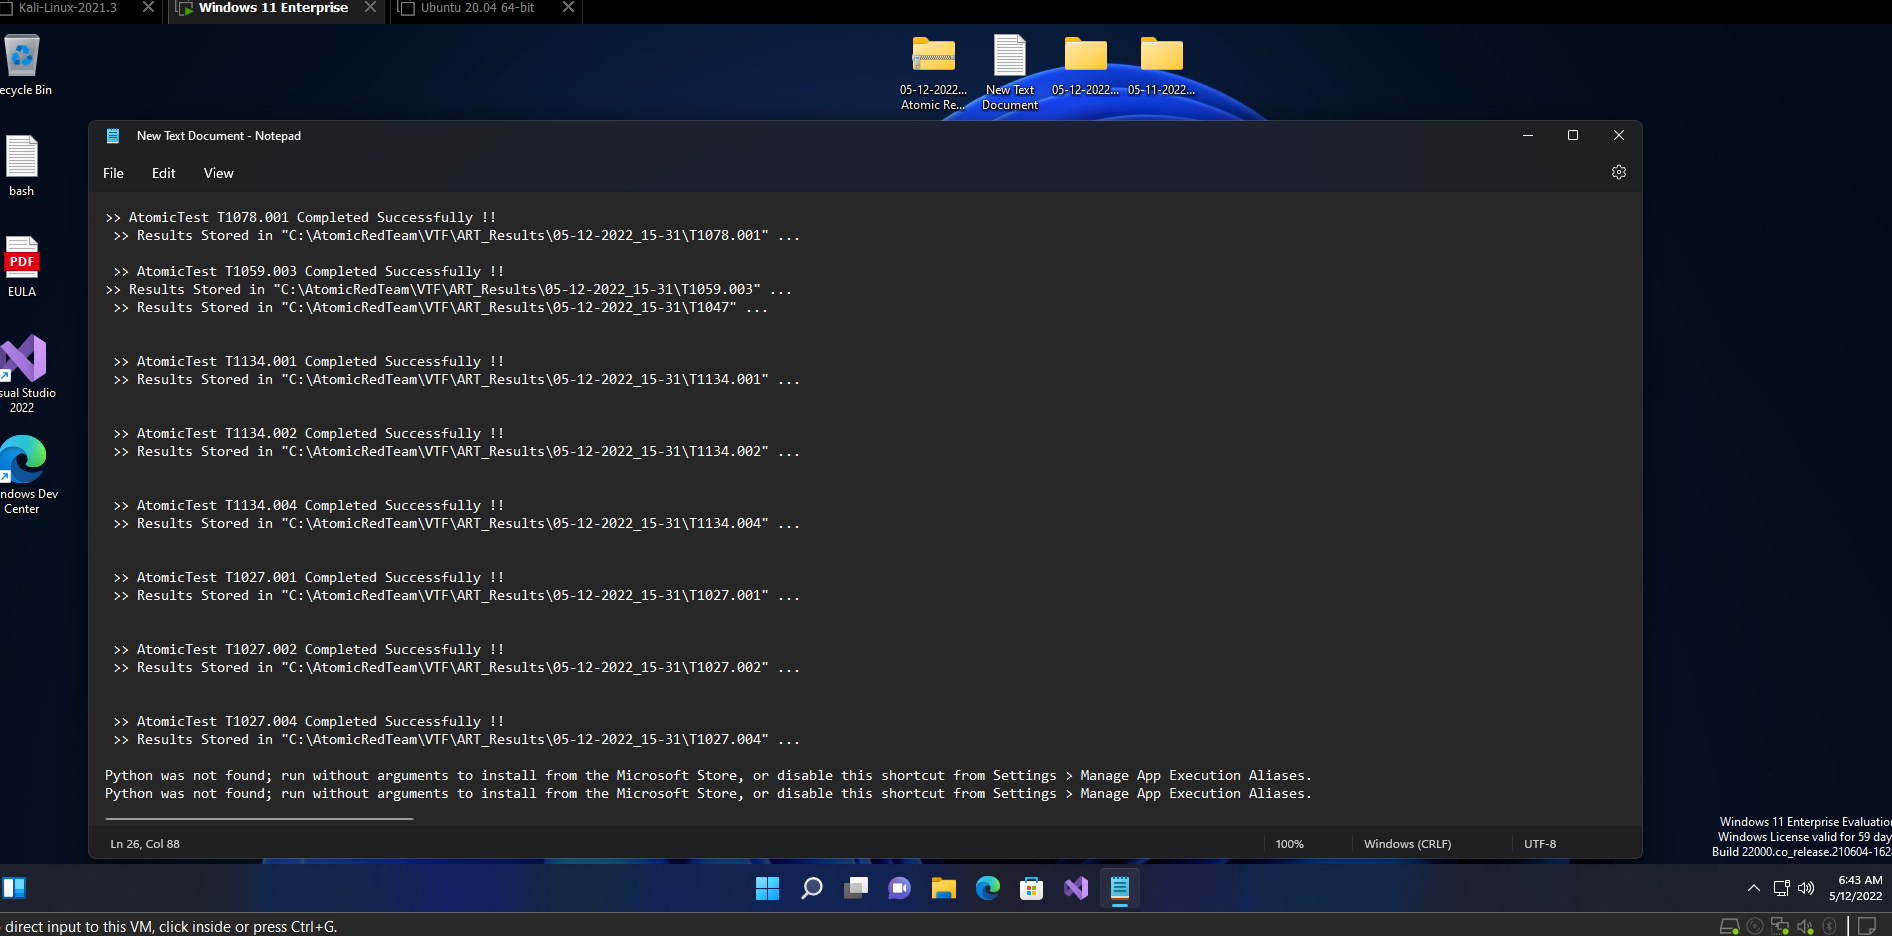 Kali-Linux-2021.3
Windows 11 Enterprise
Ubuntu 20.04 64-bit
ecycle Bin
05-12-2022...
Atomic Re...
New Text
Document
05-12-2022...
05-11-2022...
bash
PDF
EULA
sual Studio
2022
ndows Dev
Center
New Text Document - Notepad
File
Edit
View
>> AtomicTest T1078.001 Completed Successfully !!
>> Results Stored in "C:\AtomicRedTeam\VTF\ART_Results\05-12-2022_15-31\T1078.001" ...
>> AtomicTest T1059.003 Completed Successfully !!
>> Results Stored in "C:\AtomicRedTeam\VTF\ART_Results\05-12-2022_15-31\T1059.003" ...
>> Results Stored in "C:\AtomicRedTeam\VTF\ART_Results\05-12-2022_15-31\T1047" ...
>> AtomicTest T1134.001 Completed Successfully !!
>> Results Stored in "C:\AtomicRedTeam\VTF\ART_Results\05-12-2022_15-31\T1134.001" ...
>> AtomicTest T1134.002 Completed Successfully !!
>> Results Stored in "C:\AtomicRedTeam\VTF\ART_Results\05-12-2022_15-31\T1134.002" ...
>> AtomicTest T1134.004 Completed Successfully !!
>> Results Stored in "C:\AtomicRedTeam\VTF\ART_Results\05-12-2022_15-31\T1134.004" ...
>> AtomicTest T1027.001 Completed Successfully !!
>> Results Stored in "C:\AtomicRedTeam\VTF\ART_Results\05-12-2022_15-31\T1027.001" ...
>> AtomicTest T1027.002 Completed Successfully !!
>> Results Stored in "C:\AtomicRedTeam\VTF\ART_Results\05-12-2022_15-31\T1027.002" ...
>> AtomicTest T1027.004 Completed Successfully !!
>> Results Stored in "C:\AtomicRedTeam\VTF\ART_Results\05-12-2022_15-31\T1027.004" ...
Python was not found; run without arguments to install from the Microsoft Store, or disable this shortcut from Settings > Manage App Execution Aliases.
Python was not found; run without arguments to install from the Microsoft Store, or disable this shortcut from Settings > Manage App Execution Aliases.
Ln 26, Col 88
100%
Windows (CRLF)
UTF-8
Windows 11 Enterprise Evaluation
Windows License valid for 59 day
Build 22000.co_release.210604-162
6:43 AM
5/12/2022
direct input to this VM, click inside or press Ctrl+G.